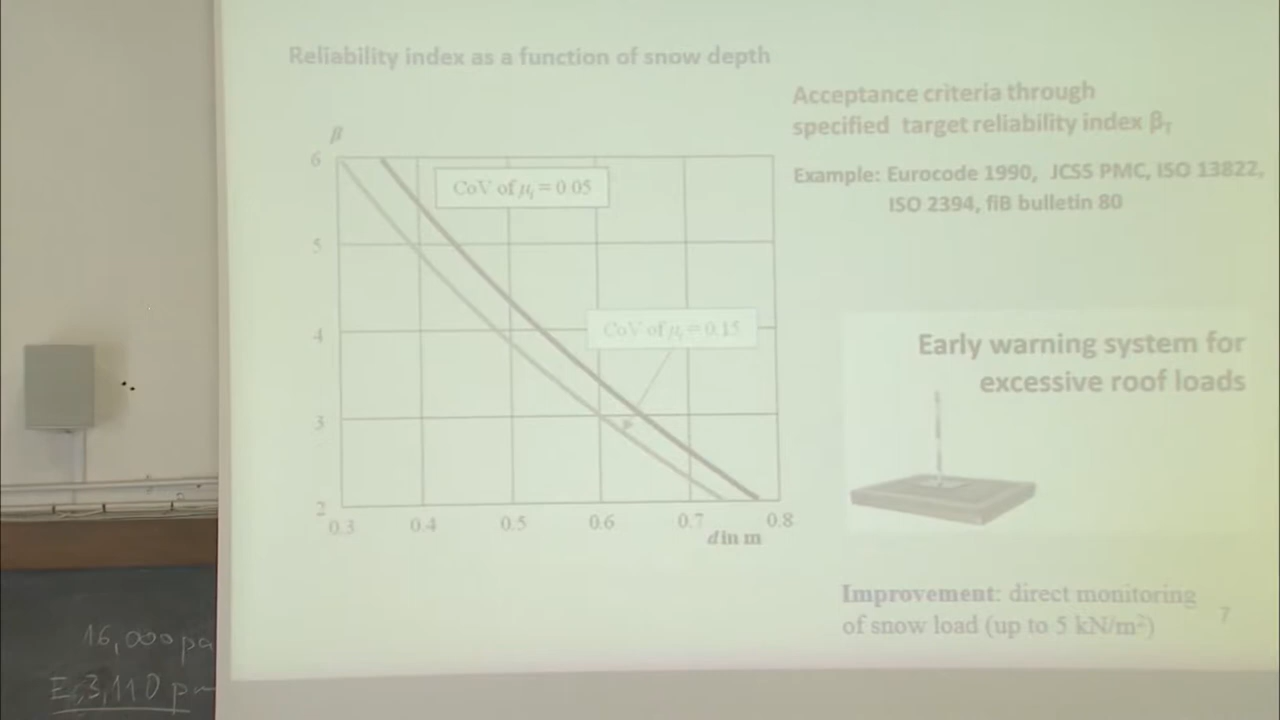 Reliability index as a function of snow depth
Acceptance criteria through
specified target reliability index βT
Example: Eurocode 1990, JCSS PMC, ISO 13822,
ISO 2394, fiB bulletin 80
β
6
5
4
3
2
CoV of μt = 0.05
CoV of μt = 0.15
0.3 0.4 0.5 0.6 0.7 0.8
d in m
Early warning system for
excessive roof loads
Improvement: direct monitoring
of snow load (up to 5 kN/m²)
7
16,000 pa